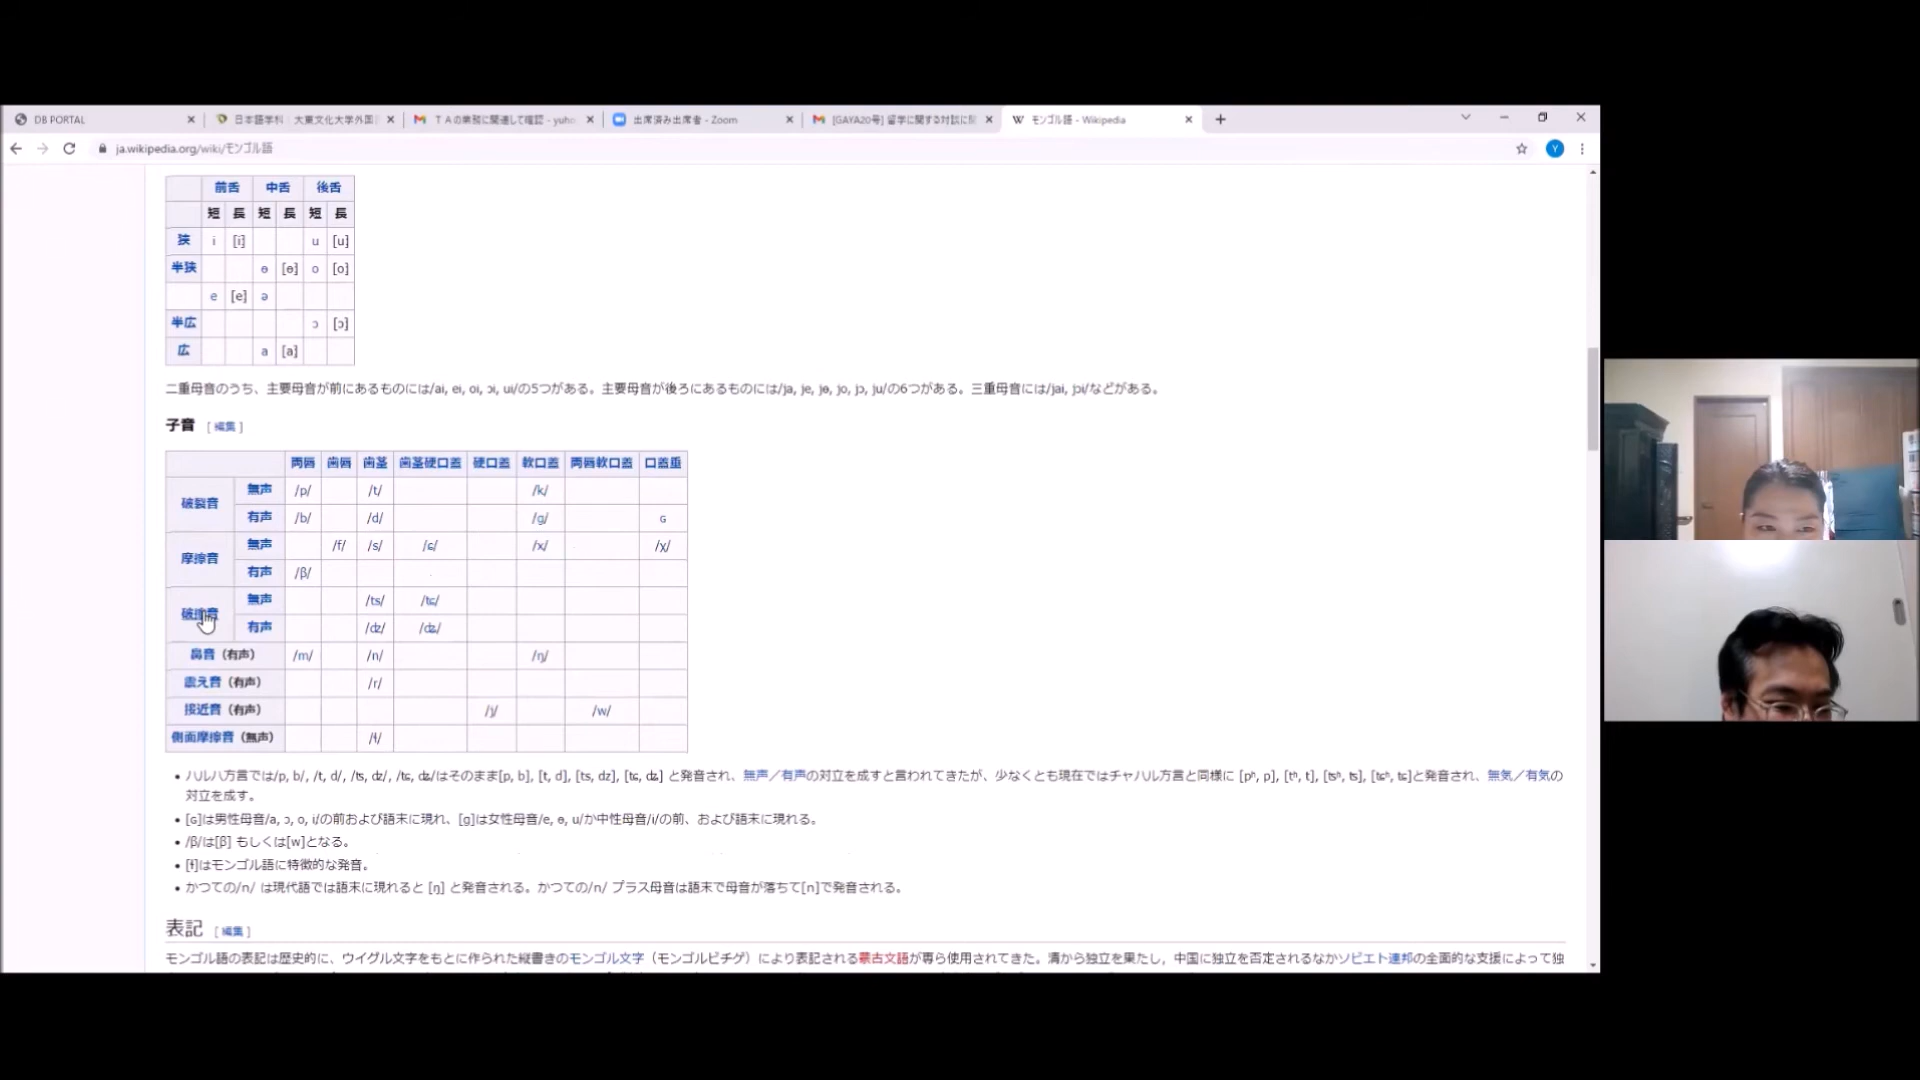 DB PORTAL
日本語学科 | 大東文化大学外国
TAの業務に関連して確認 - yuho
出席済み出席者 - Zoom
[GAYA20号] 留学に関する対談に関
モンゴル語 - Wikipedia
ja.wikipedia.org/wiki/モンゴル語
Y
前舌 中舌 後舌
短 長 短 長 短 長
狭 i [i] u [u]
半狭 ɵ [ɵ] o [o]
e [e] ə
半広 ɔ [ɔ]
広 a [a]
二重母音のうち、主要母音が前にあるものには/ai, ei, oi, ɔi, ui/の5つがある。主要母音が後ろにあるものには/ja, je, jɵ, jo, jɔ, ju/の6つがある。三重母音には/jai, jɔi/などがある。
子音 [ 編集 ]
両唇 歯唇 歯茎 歯茎硬口蓋 硬口蓋 軟口蓋 両唇軟口蓋 口蓋垂
破裂音 無声 /p/ /t/ /k/
有声 /b/ /d/ /g/ ɢ
摩擦音 無声 /f/ /s/ /ɕ/ /x/ /χ/
有声 /β/
破擦音 無声 /ts/ /tɕ/
有声 /dz/ /dʑ/
鼻音（有声） /m/ /n/ /ŋ/
震え音（有声） /r/
接近音（有声） /j/ /w/
側面摩擦音（無声） /ɬ/
ハルハ方言では/p, b/, /t, d/, /ts, dz/, /tɕ, dʑ/はそのまま[p, b], [t, d], [ts, dz], [tɕ, dʑ] と発音され、無声／有声の対立を成すと言われてきたが、少なくとも現在ではチャハル方言と同様に [pʰ, p], [tʰ, t], [tsʰ, ts], [tɕʰ, tɕ]と発音され、無気／有気の
対立を成す。
[ɢ]は男性母音/a, ɔ, o, i/の前および語末に現れ、[g]は女性母音/e, ɵ, u/か中性母音/i/の前、および語末に現れる。
/β/は[β] もしくは[w]となる。
[ɬ]はモンゴル語に特徴的な発音。
かつての/n/ は現代語では語末に現れると [ŋ] と発音される。かつての/n/ プラス母音は語末で母音が落ちて[n]で発音される。
表記 [ 編集 ]
モンゴル語の表記は歴史的に、ウイグル文字をもとに作られた縦書きのモンゴル文字（モンゴルビチゲ）により表記される蒙古文語が専ら使用されてきた。清から独立を果たし，中国に独立を否定されるなかソビエト連邦の全面的な支援によって独